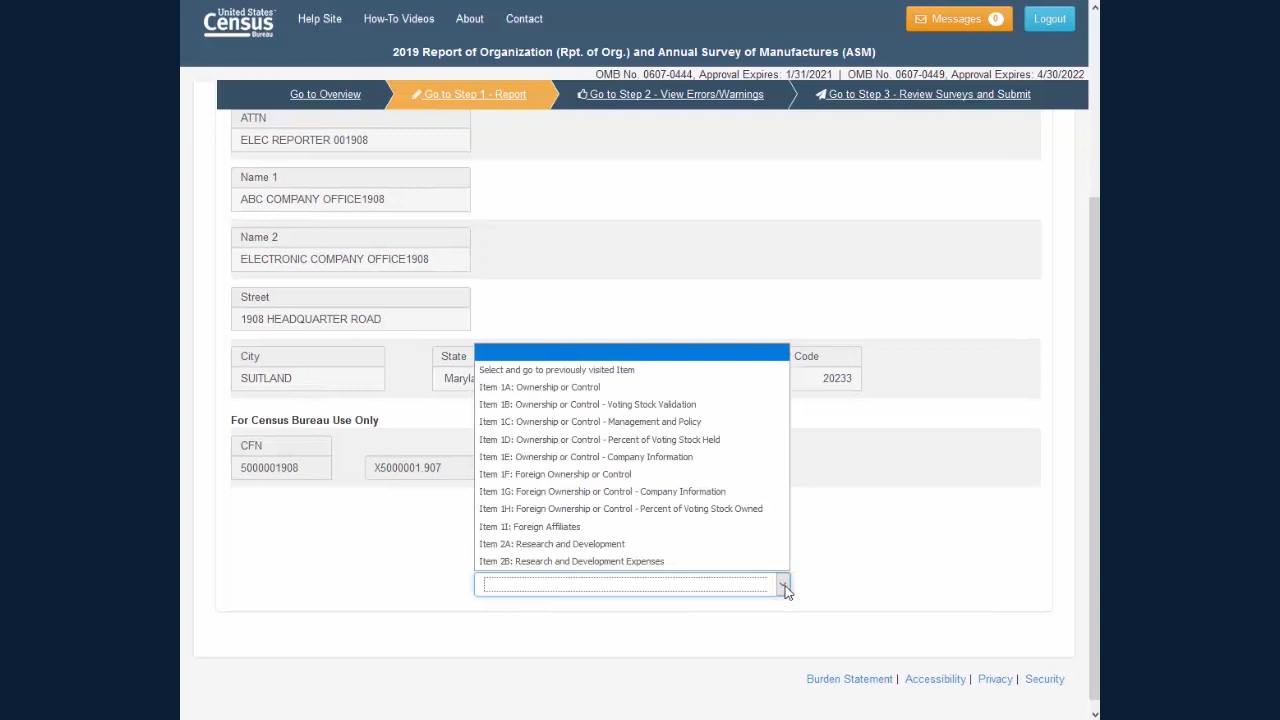 United States
Census
Bureau
Help Site
How-To Videos
About
Contact
Messages 0
Logout
2019 Report of Organization (Rpt. of Org.) and Annual Survey of Manufactures (ASM)
OMB No. 0607-0444, Approval Expires: 1/31/2021 | OMB No. 0607-0449, Approval Expires: 4/30/2022
Go to Overview
Go to Step 1 - Report
Go to Step 2 - View Errors/Warnings
Go to Step 3 - Review Surveys and Submit
ATTN
ELEC REPORTER 001908
Name 1
ABC COMPANY OFFICE1908
Name 2
ELECTRONIC COMPANY OFFICE1908
Street
1908 HEADQUARTER ROAD
City
SUITLAND
State
Code
20233
Select and go to previously visited Item
Item 1A: Ownership or Control
Item 1B: Ownership or Control - Voting Stock Validation
Item 1C: Ownership or Control - Management and Policy
Item 1D: Ownership or Control - Percent of Voting Stock Held
Item 1E: Ownership or Control - Company Information
Item 1F: Foreign Ownership or Control
Item 1G: Foreign Ownership or Control - Company Information
Item 1H: Foreign Ownership or Control - Percent of Voting Stock Owned
Item 1I: Foreign Affiliates
Item 2A: Research and Development
Item 2B: Research and Development Expenses
For Census Bureau Use Only
CFN
5000001908
X5000001.907
Burden Statement | Accessibility | Privacy | Security